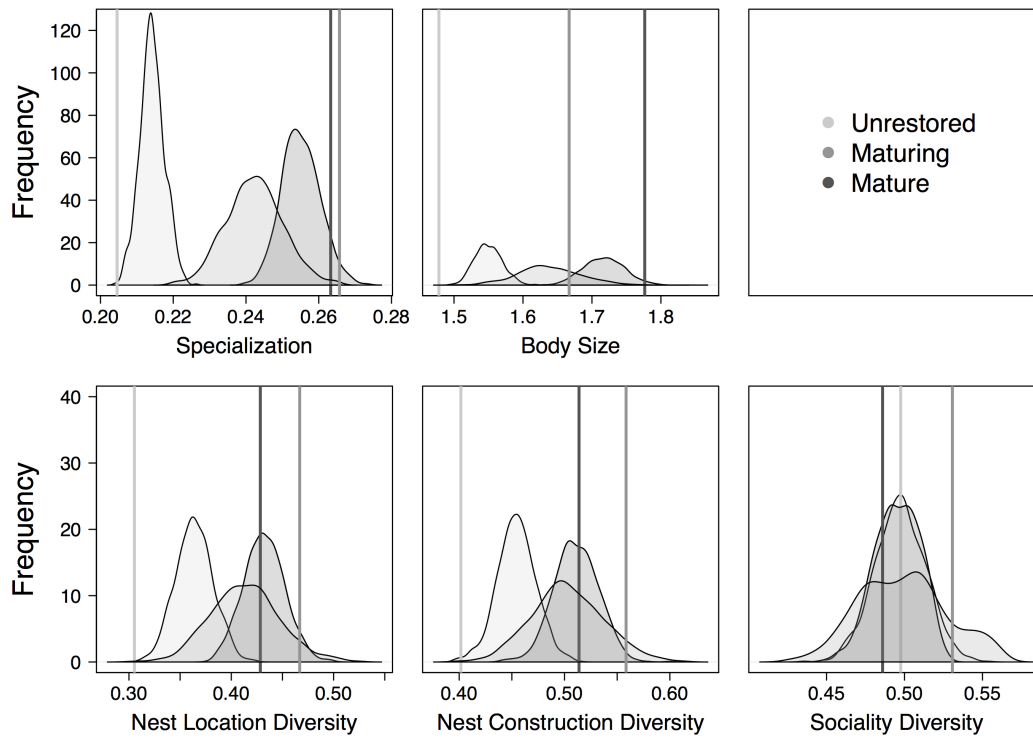 Frequency
120
100
80
60
40
20
0
0.20 0.22 0.24 0.26 0.28
Specialization
1.5 1.6 1.7 1.8
Body Size
Unrestored
Maturing
Mature
Frequency
40
30
20
10
0
0.30 0.40 0.50
Nest Location Diversity
0.40 0.50 0.60
Nest Construction Diversity
0.45 0.50 0.55
Sociality Diversity